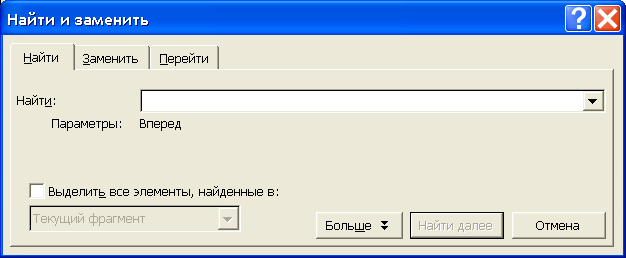 Найти и заменить
Найти Заменить Перейти
Найти:
Параметры: Вперед
Выделить все элементы, найденные в:
Текущий фрагмент
Больше Найти далее Отмена